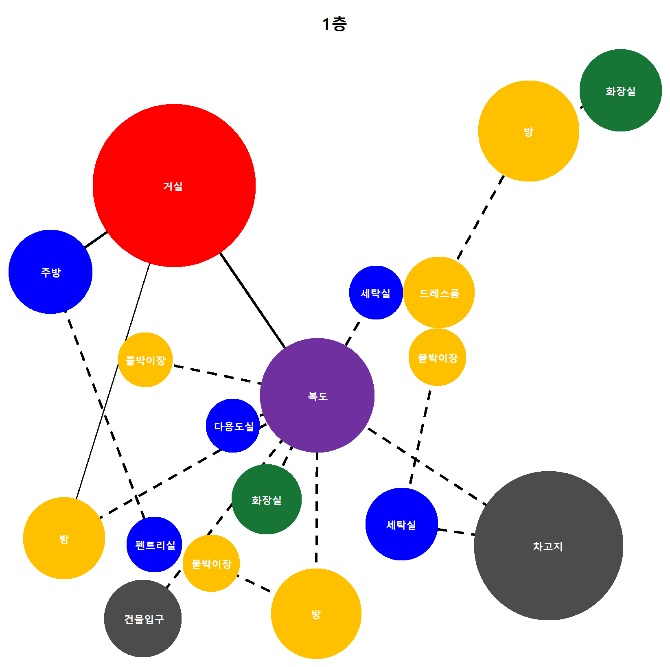 1층
화장실
방
거실
주방
세탁실
드레스룸
붙박이장
붙박이장
복도
다용도실
화장실
세탁실
방
펜트리실
차고지
붙박이장
건물입구
방